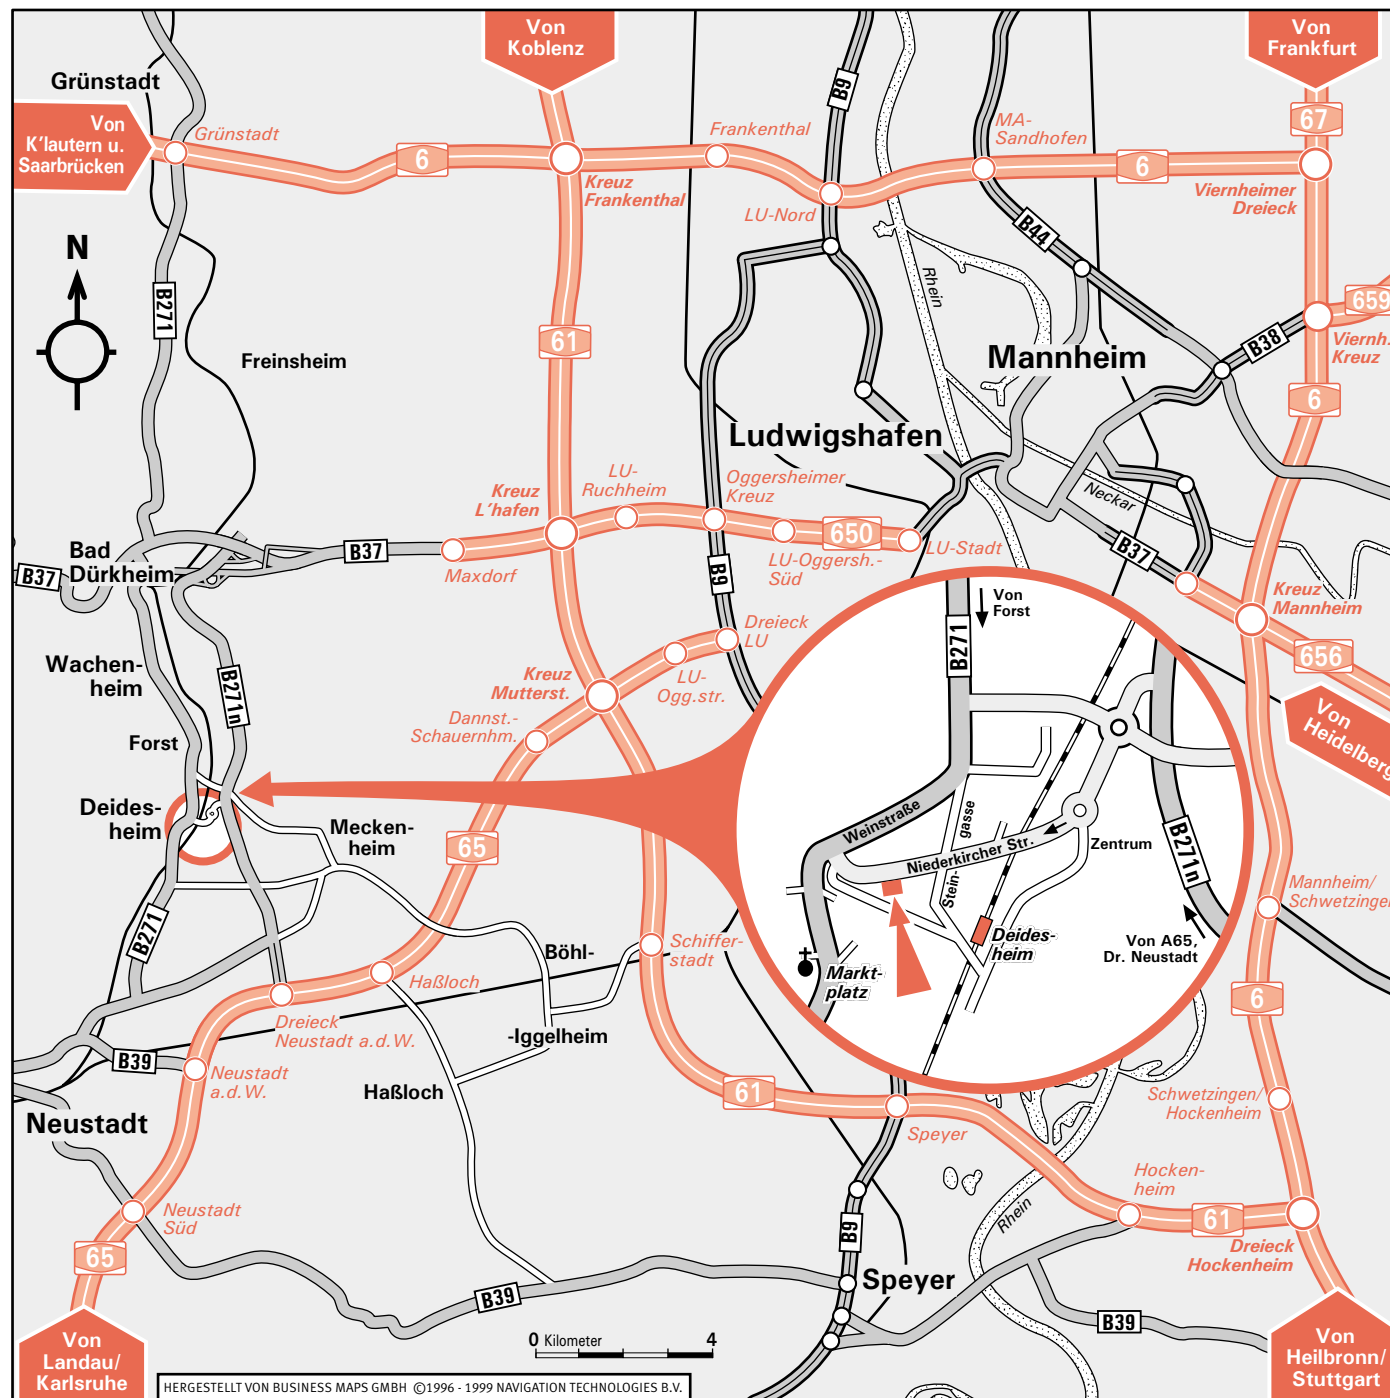 Von
Koblenz
Von
Frankfurt
Grünstadt
Von
K'lautern u.
Saarbrücken
Grünstadt
6
Kreuz
Frankenthal
Frankenthal
B9
LU-Nord
MA-
Sandhofen
6
67
Viernheimer
Dreieck
N
B271
Freinsheim
61
Rhein
B44
659
Viernh.
Kreuz
B38
6
Mannheim
Ludwigshafen
Kreuz
L'hafen
LU-
Ruchheim
Oggersheimer
Kreuz
650
LU-Oggersh.-
Süd
LU-Stadt
Neckar
B37
Kreuz
Mannheim
656
Von
Heidelberg
Bad
Dürkheim
B37
B37
Maxdorf
B9
Dreieck
LU
LU-
Ogg.str.
Kreuz
Mutterst.
Dannst.-
Schauernhm.
Wachen-
heim
B271n
Forst
Deides-
heim
Mecken-
heim
65
B271
Von
Forst
B271
Weinstraße
Niederkircher Str.
Stein-
gasse
Zentrum
B271n
Deides-
heim
Markt-
platz
Von A65,
Dr. Neustadt
Mannheim/
Schwetzingen
6
Böhl-
Schiffer-
stadt
Haßloch
Dreieck
Neustadt a.d.W.
-Iggelheim
B39
Neustadt
a.d.W.
Haßloch
Neustadt
61
Speyer
Schwetzingen/
Hockenheim
Hocken-
heim
Rhein
61
Dreieck
Hockenheim
Neustadt
Süd
65
B9
Speyer
B39
B39
0 Kilometer 4
Von
Landau/
Karlsruhe
Von
Heilbronn/
Stuttgart
HERGESTELLT VON BUSINESS MAPS GMBH ©1996 - 1999 NAVIGATION TECHNOLOGIES B.V.